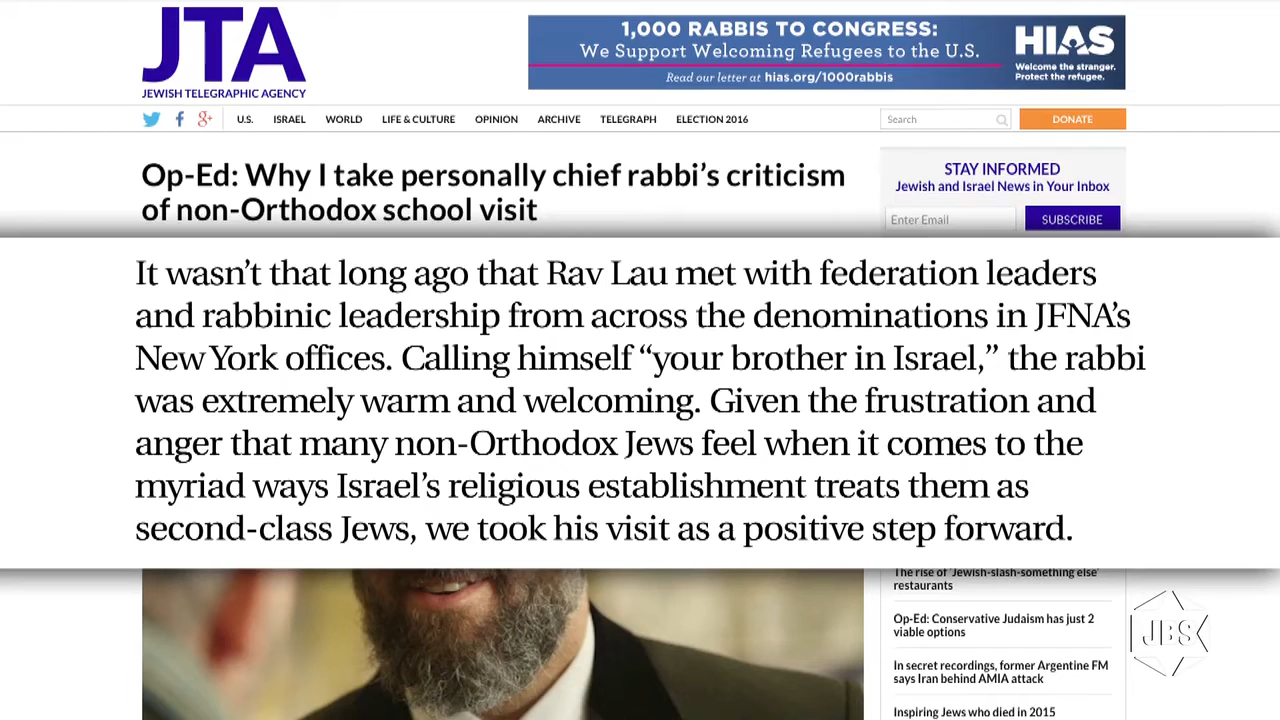 JTA
JEWISH TELEGRAPHIC AGENCY
1,000 RABBIS TO CONGRESS:
We Support Welcoming Refugees to the U.S.
Read our letter at hias.org/1000rabbis
HIAS
Welcome the stranger.
Protect the refugee.
U.S. ISRAEL WORLD LIFE & CULTURE OPINION ARCHIVE TELEGRAPH ELECTION 2016
Search
DONATE
Op-Ed: Why I take personally chief rabbi's criticism
of non-Orthodox school visit
STAY INFORMED
Jewish and Israel News in Your Inbox
Enter Email
SUBSCRIBE
It wasn't that long ago that Rav Lau met with federation leaders
and rabbinic leadership from across the denominations in JFNA's
New York offices. Calling himself “your brother in Israel,” the rabbi
was extremely warm and welcoming. Given the frustration and
anger that many non-Orthodox Jews feel when it comes to the
myriad ways Israel's religious establishment treats them as
second-class Jews, we took his visit as a positive step forward.
The rise of 'Jewish-slash-something else'
restaurants
Op-Ed: Conservative Judaism has just 2
viable options
In secret recordings, former Argentine FM
says Iran behind AMIA attack
Inspiring Jews who died in 2015
JBS